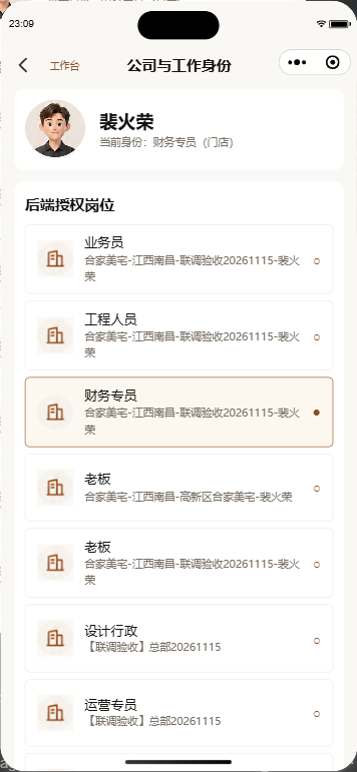 23:09
工作台
公司与工作身份
裴火荣
当前身份：财务专员（门店）
后端授权岗位
业务员
合家美宅-江西南昌-联调验收20261115-裴火
荣
工程人员
合家美宅-江西南昌-联调验收20261115-裴火
荣
财务专员
合家美宅-江西南昌-联调验收20261115-裴火
荣
老板
合家美宅-江西南昌-高新区合家美宅-裴火荣
老板
合家美宅-江西南昌-联调验收20261115-裴火
荣
设计行政
【联调验收】总部20261115
运营专员
【联调验收】总部20261115